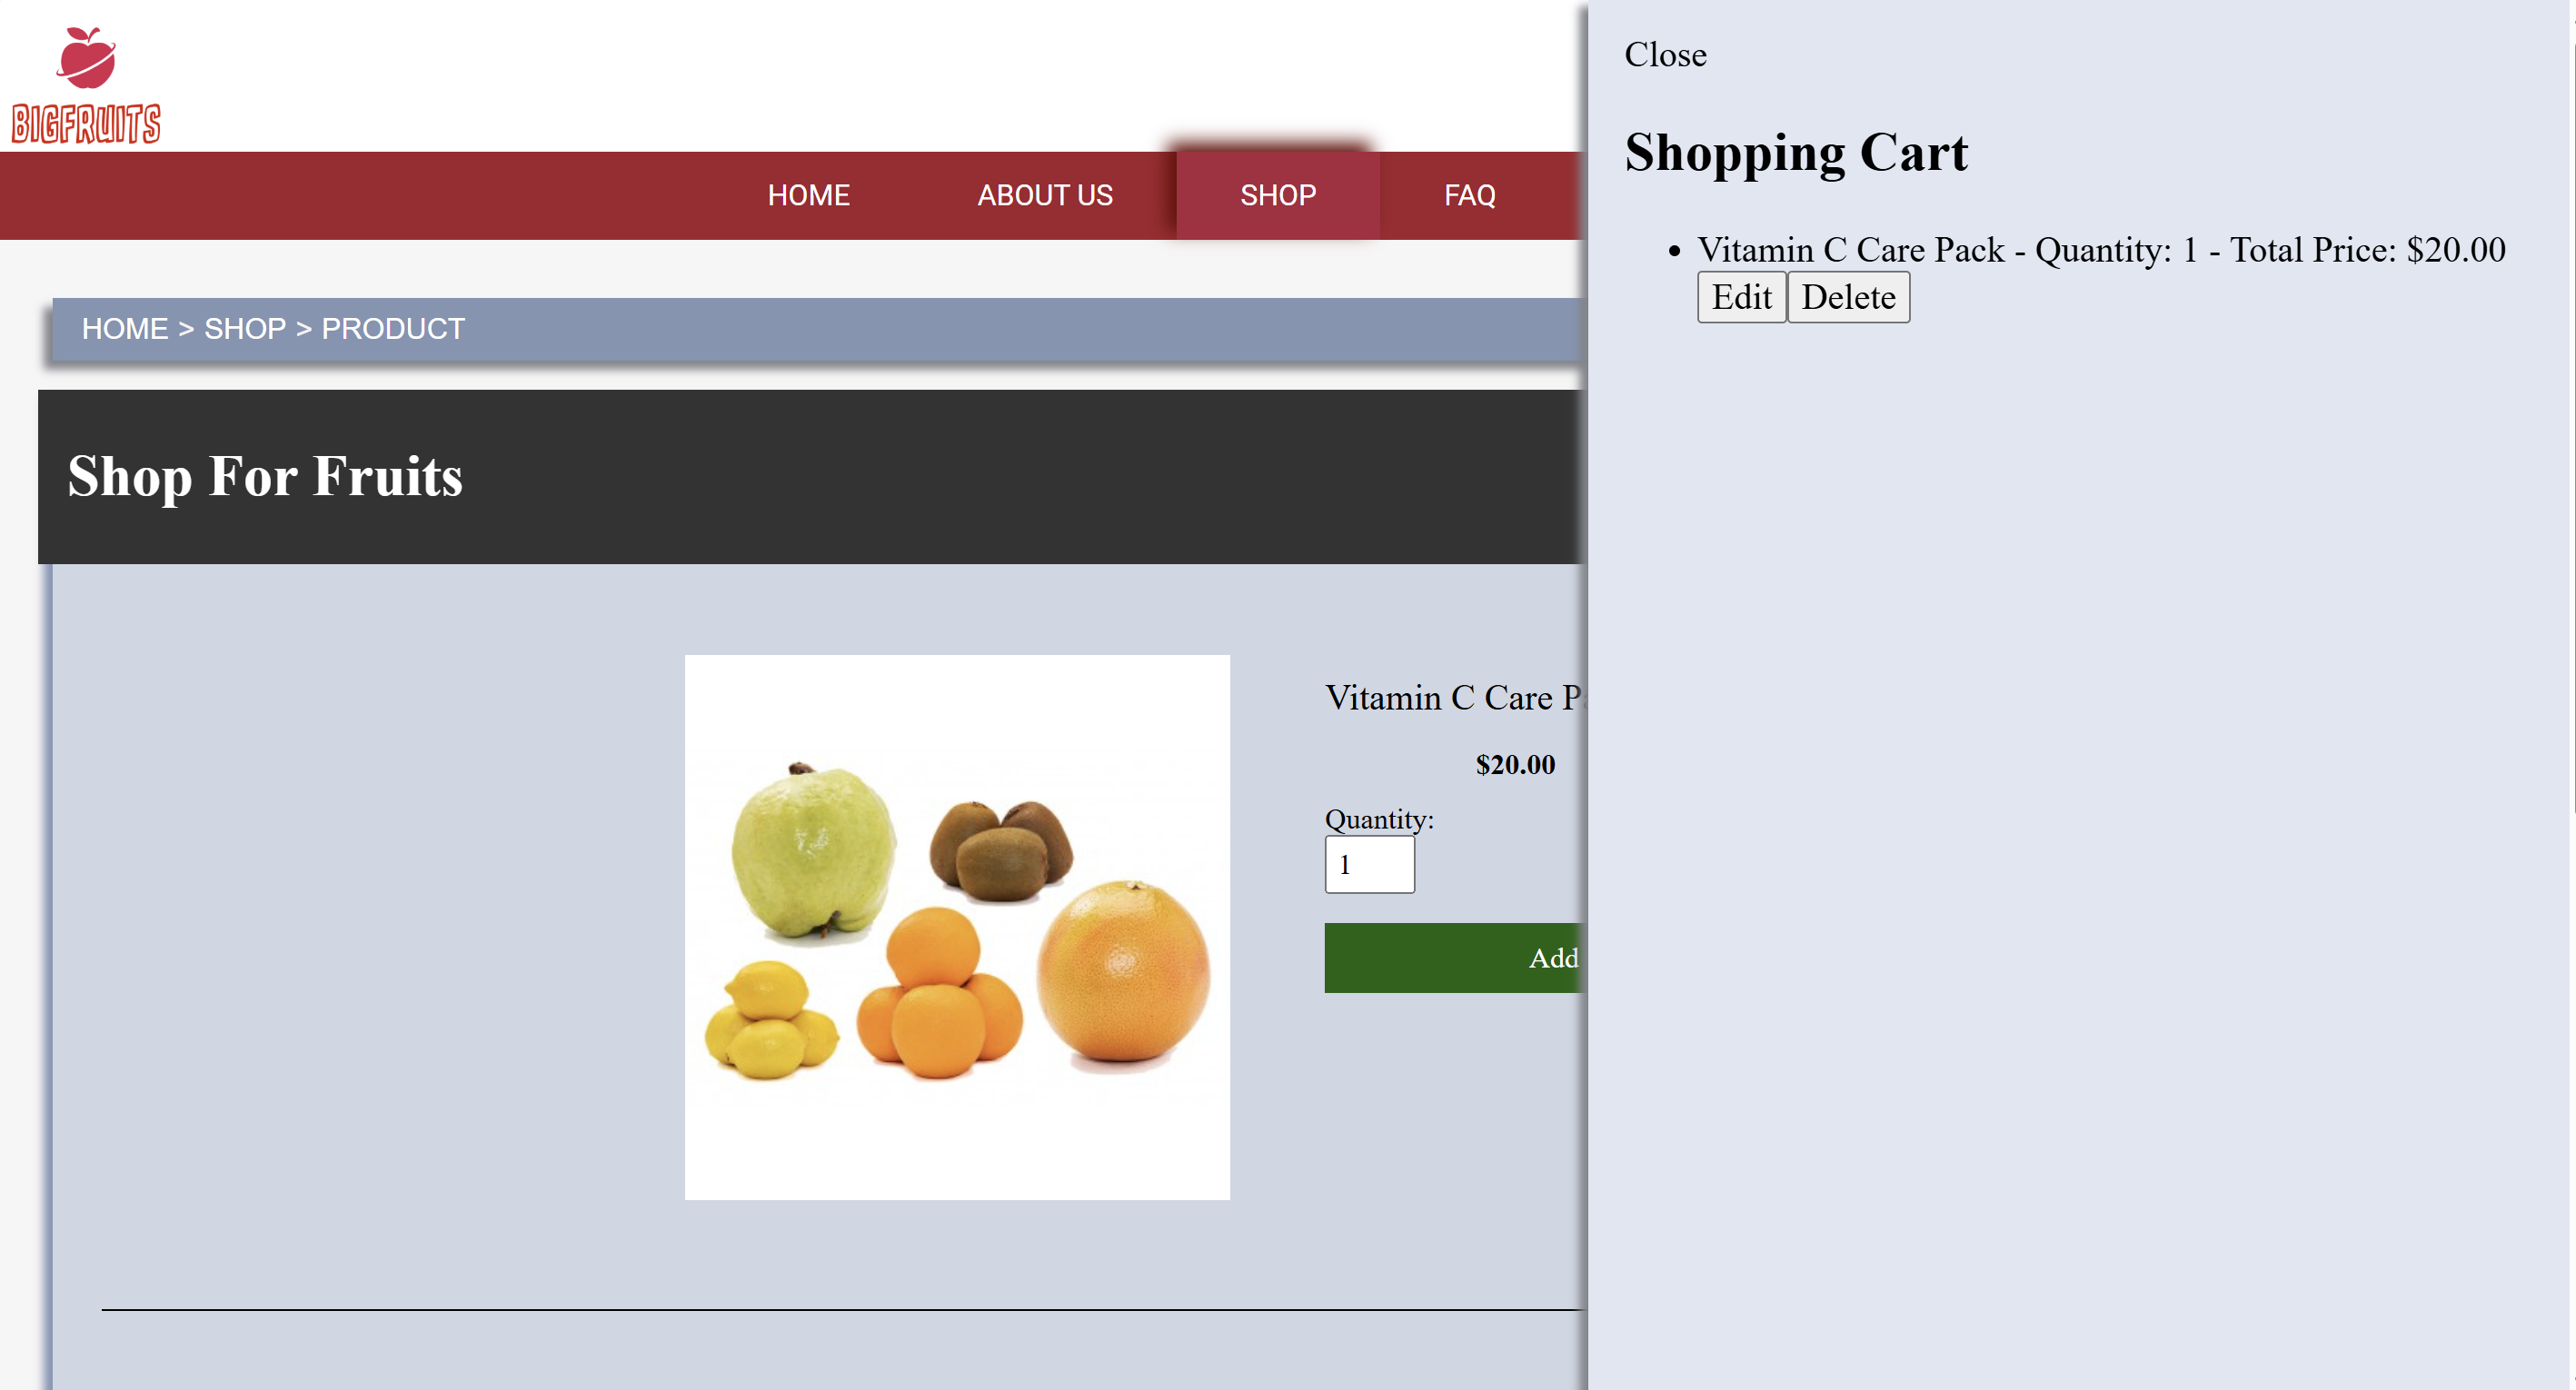 BIGFRUITS
HOME ABOUT US SHOP FAQ
HOME > SHOP > PRODUCT
Shop For Fruits
Vitamin C Care
$20.00
Quantity:
1
Add
Close
Shopping Cart
Vitamin C Care Pack - Quantity: 1 - Total Price: $20.00
Edit Delete